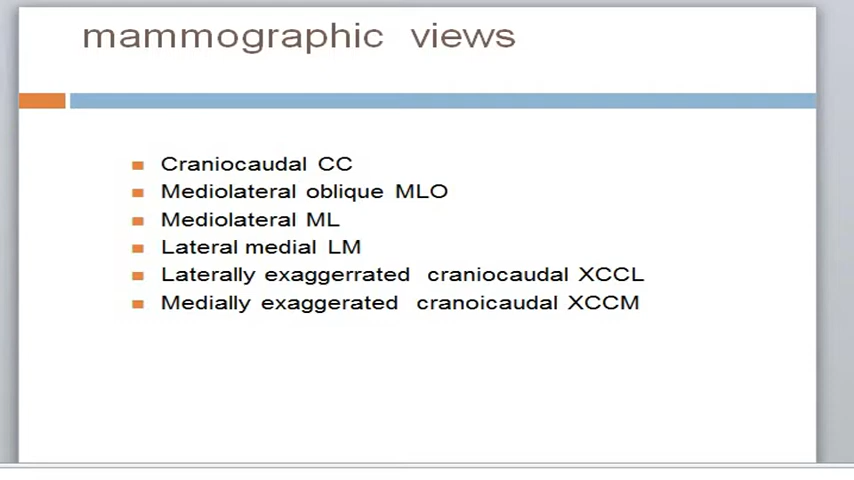 mammographic views
Craniocaudal CC
Mediolateral oblique MLO
Mediolateral ML
Lateral medial LM
Laterally exaggerrated craniocaudal XCCL
Medially exaggerated cranoicaudal XCCM